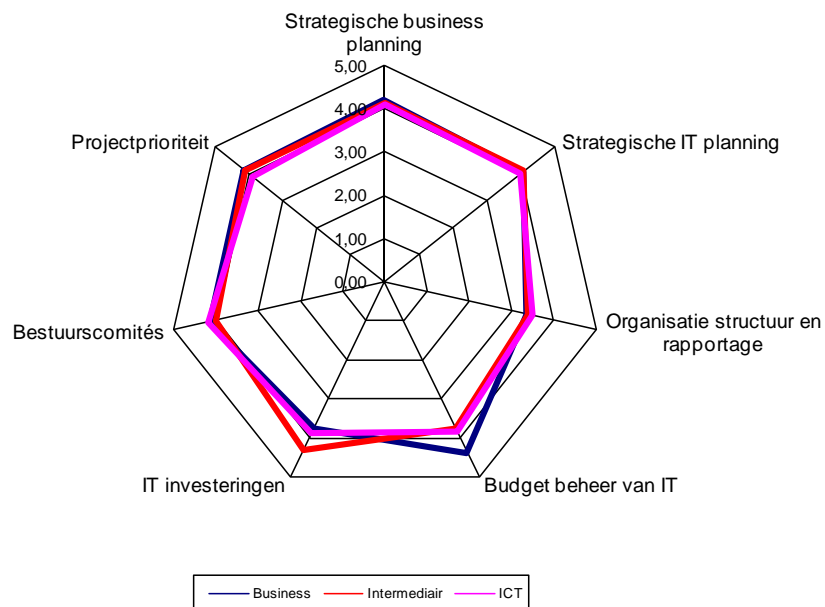 Strategische business
planning
5,00
4,00
3,00
2,00
1,00
0,00
Projectprioriteit
Strategische IT planning
Bestuurscomités
Organisatie structuur en
rapportage
IT investeringen
Budget beheer van IT
Business Intermediair ICT